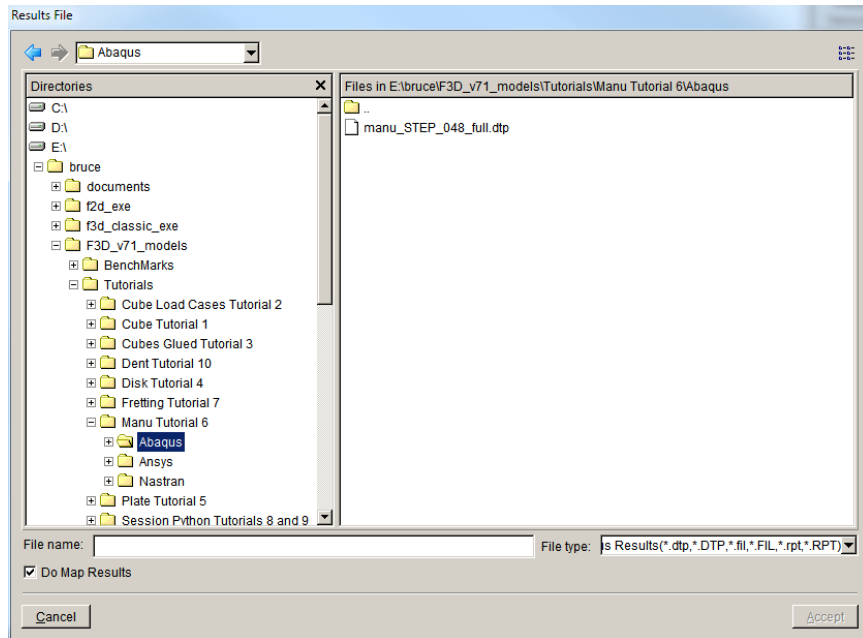 Results File
Abaqus
Directories
Files in E:\bruce\F3D_v71_models\Tutorials\Manu Tutorial 6\Abaqus
C:\
D:\
E:\
bruce
documents
f2d_exe
f3d_classic_exe
F3D_v71_models
BenchMarks
Tutorials
Cube Load Cases Tutorial 2
Cube Tutorial 1
Cubes Glued Tutorial 3
Dent Tutorial 10
Disk Tutorial 4
Fretting Tutorial 7
Manu Tutorial 6
Abaqus
Ansys
Nastran
Plate Tutorial 5
Session Python Tutorials 8 and 9
..
manu_STEP_048_full.dtp
File name:
File type: us Results(*.dtp,*.DTP,*.fil,*.FIL,*.rpt,*.RPT)
Do Map Results
Cancel
Accept